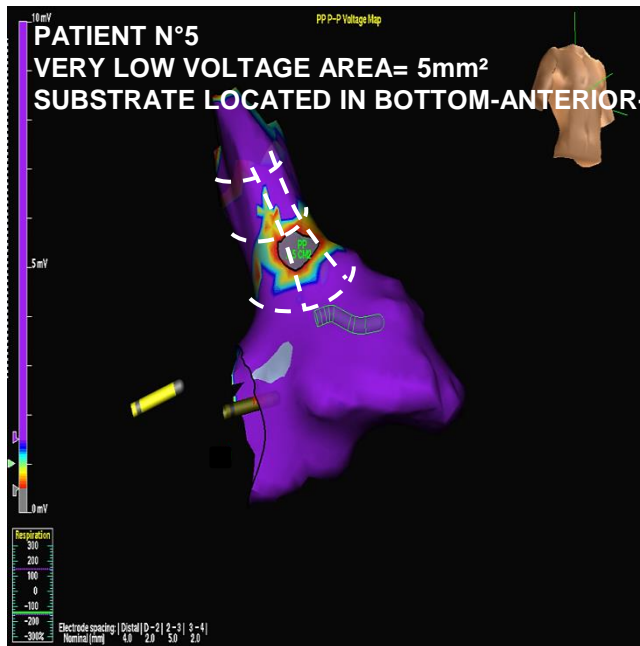 10 mV
PP P-P Voltage Map
PATIENT N°5
VERY LOW VOLTAGE AREA= 5mm²
SUBSTRATE LOCATED IN BOTTOM-ANTERIOR-
PP
5 CM2
5 mV
0 mV
Respiration
300
200
100
0
-100
-200
-300%
Electrode spacing: | Distal | D-2 | 2-3 | 3-4 |
Nominal (mm) 4.0 2.0 5.0 2.0